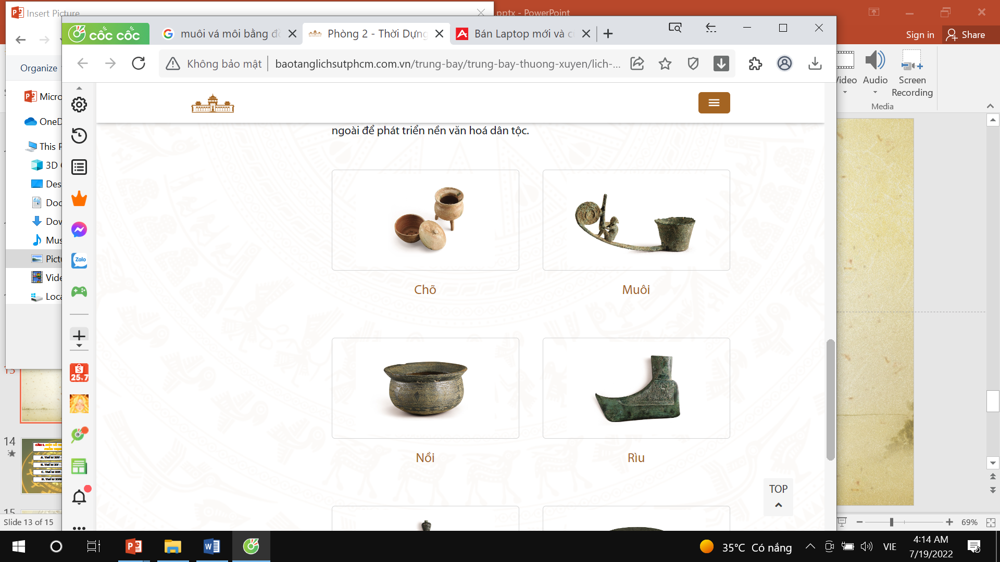 Insert Picture
pptx - PowerPoint
Sign in
Share
cốc cốc
muôi vá môi bằng
Phòng 2 - Thời Dựng
Bán Laptop mới và
Không bảo mật
baotanglichsutphcm.com.vn/trung-bay/trung-bay-thuong-xuyen/lich-...
Organize
Micro
OneD
This P
3D
Des
Doc
Dov
Mus
Pict
Vide
Loca
Video
Audio
Screen
Recording
Media
ngoài để phát triển nền văn hoá dân tộc.
Chõ
Muôi
Nồi
Rìu
Zalo
25.7
TOP
13
14
15
Slide 13 of 15
69%
35°C Có nắng
VIE
4:14 AM
7/19/2022